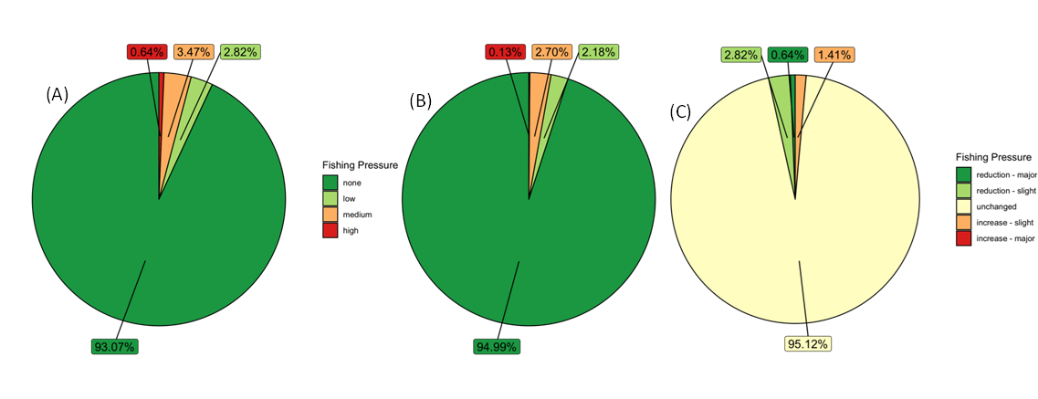 (A)
0.64%
3.47%
2.82%
93.07%
Fishing Pressure
none
low
medium
high
(B)
0.13%
2.70%
2.18%
94.99%
(C)
2.82%
0.64%
1.41%
95.12%
Fishing Pressure
reduction - major
reduction - slight
unchanged
increase - slight
increase - major